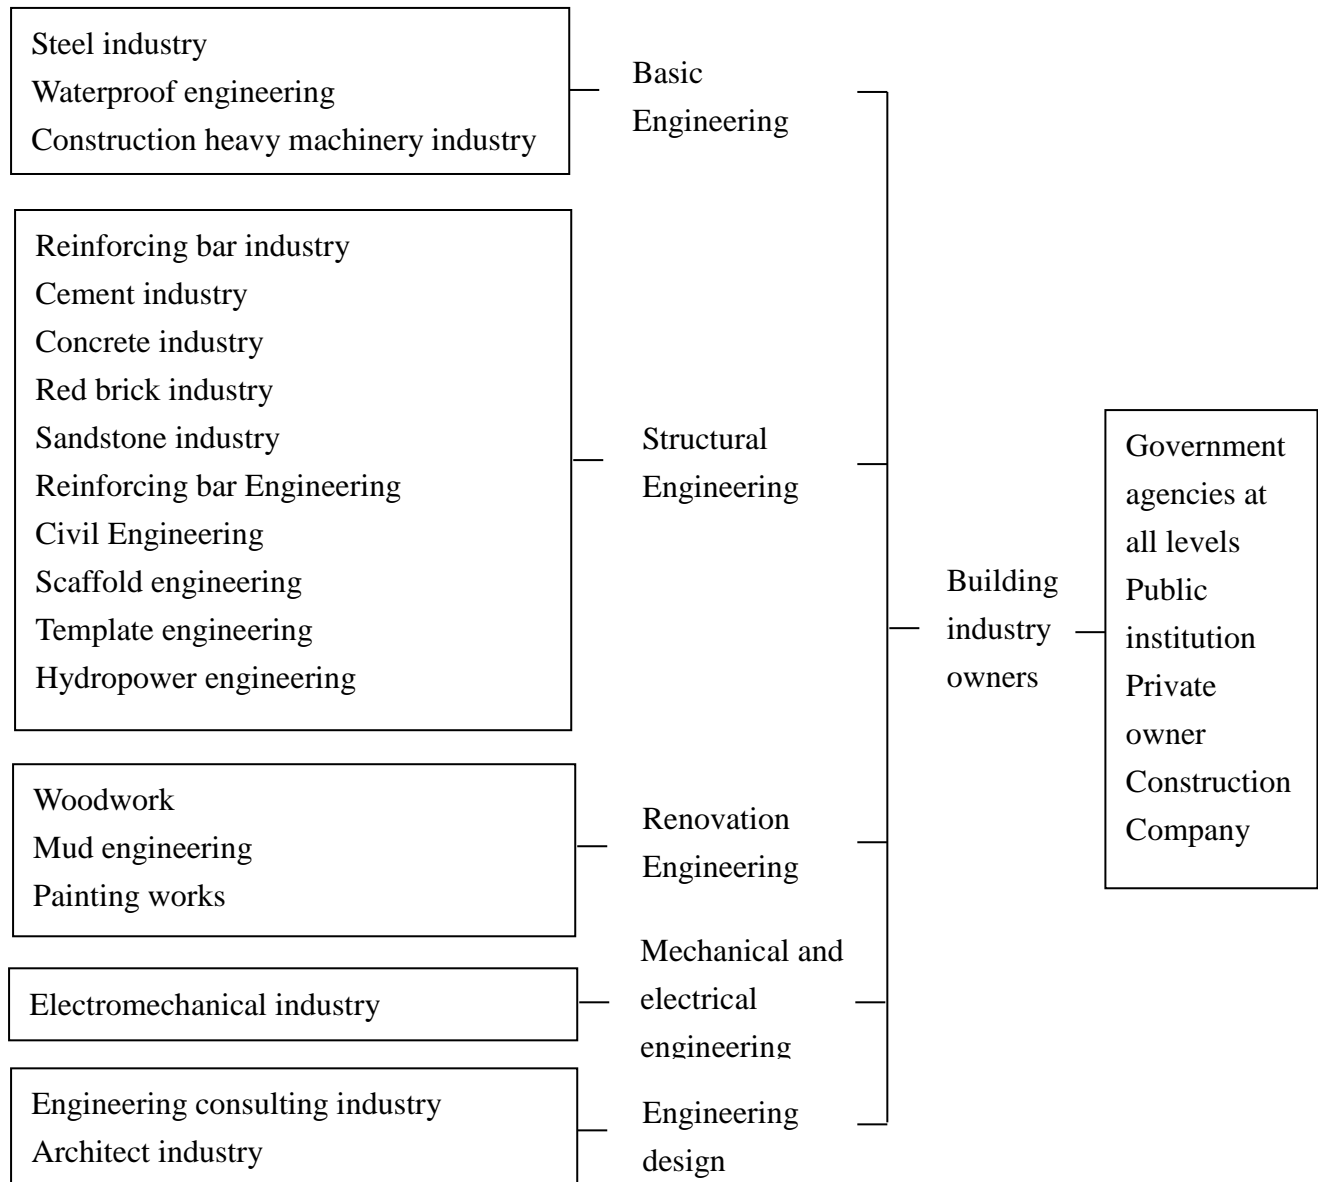 Steel industry
Waterproof engineering
Construction heavy machinery industry
Basic
Engineering
Reinforcing bar industry
Cement industry
Concrete industry
Red brick industry
Sandstone industry
Reinforcing bar Engineering
Civil Engineering
Scaffold engineering
Template engineering
Hydropower engineering
Structural
Engineering
Woodwork
Mud engineering
Painting works
Renovation
Engineering
Electromechanical industry
Mechanical and
electrical
engineering
Engineering consulting industry
Architect industry
Engineering
design
Building
industry
owners
Government
agencies at
all levels
Public
institution
Private
owner
Construction
Company